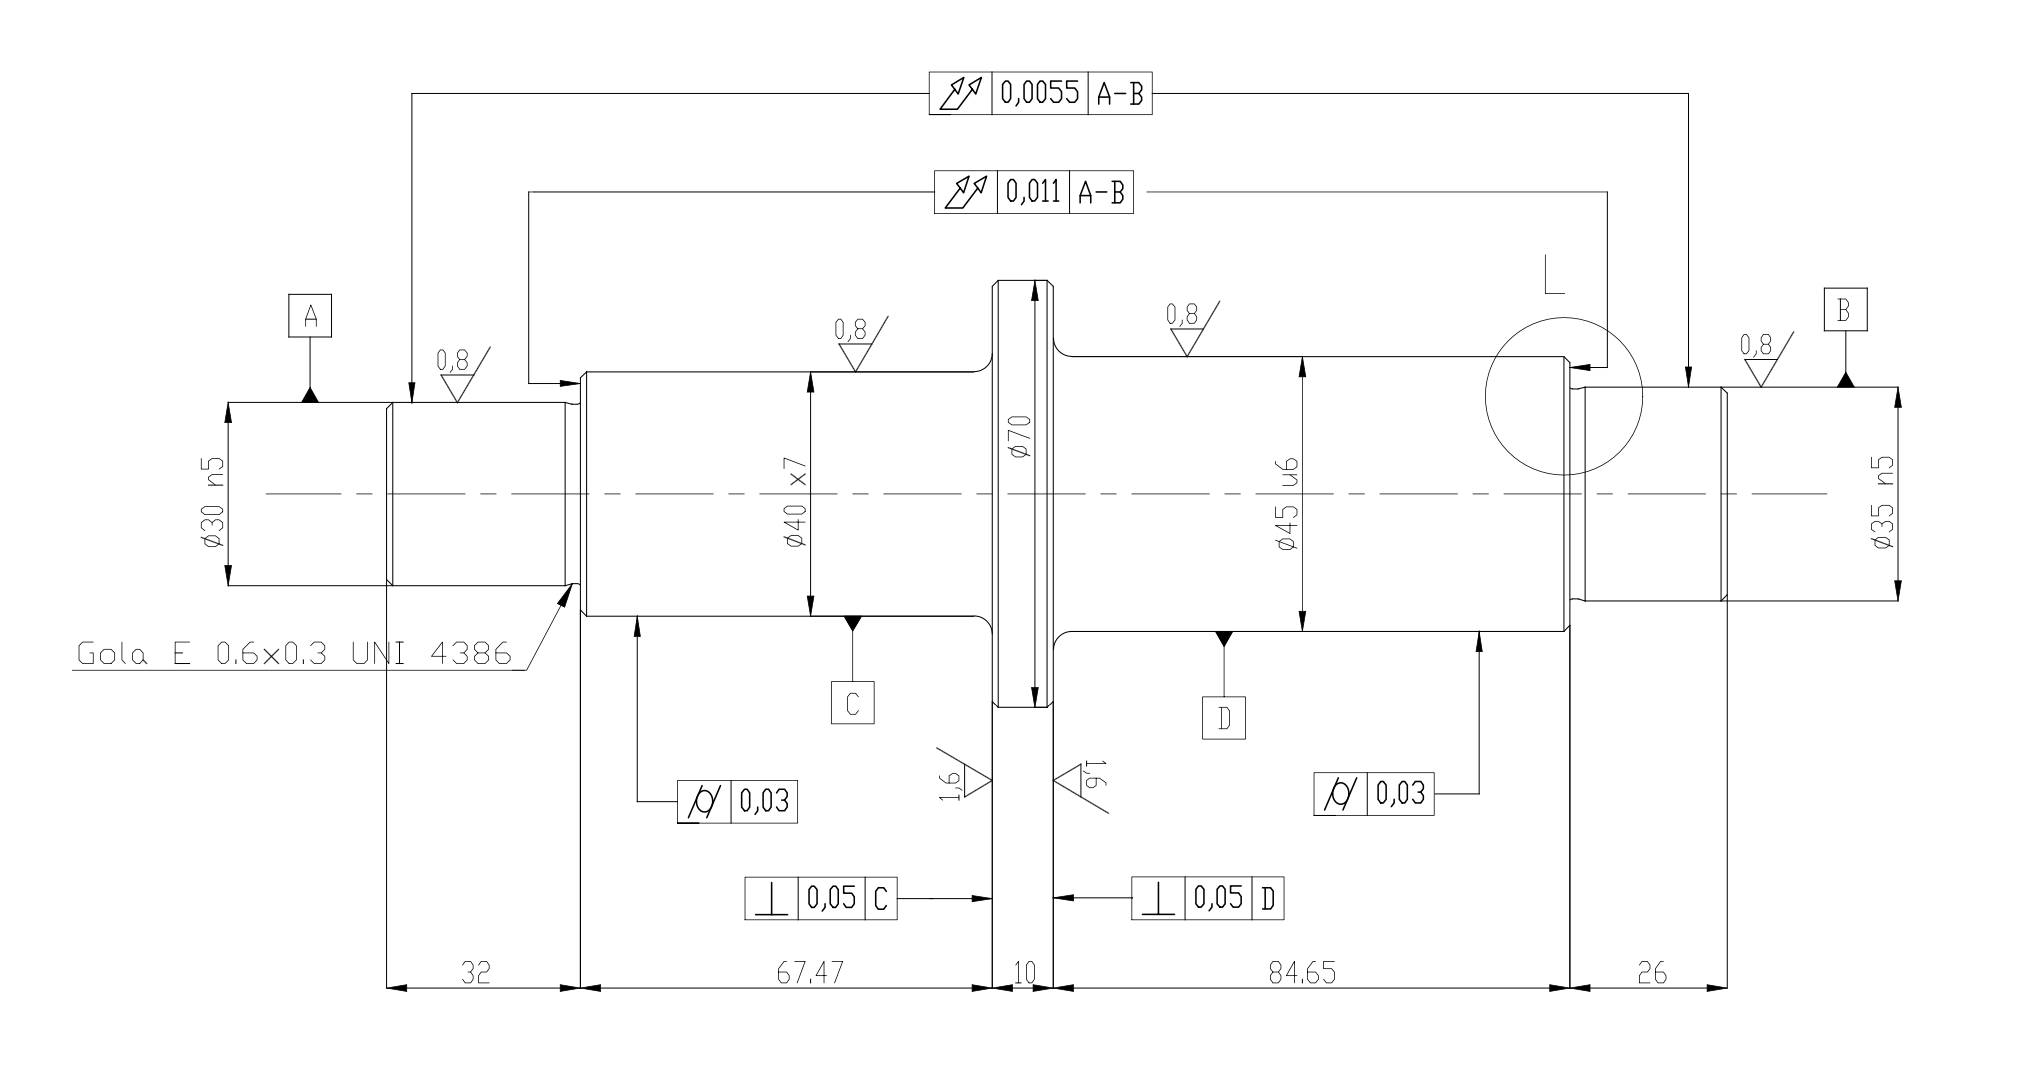 0,0055 A-B
0,011 A-B
L
A
B
0,8
0,8
0,8
0,8
Ø30 n5
Ø40 x7
Ø70
Ø45 u6
Ø35 n5
Gola E 0.6x0.3 UNI 4386
C
D
1,6
1,6
0,03
0,03
0,05 C
0,05 D
32
67.47
10
84.65
26